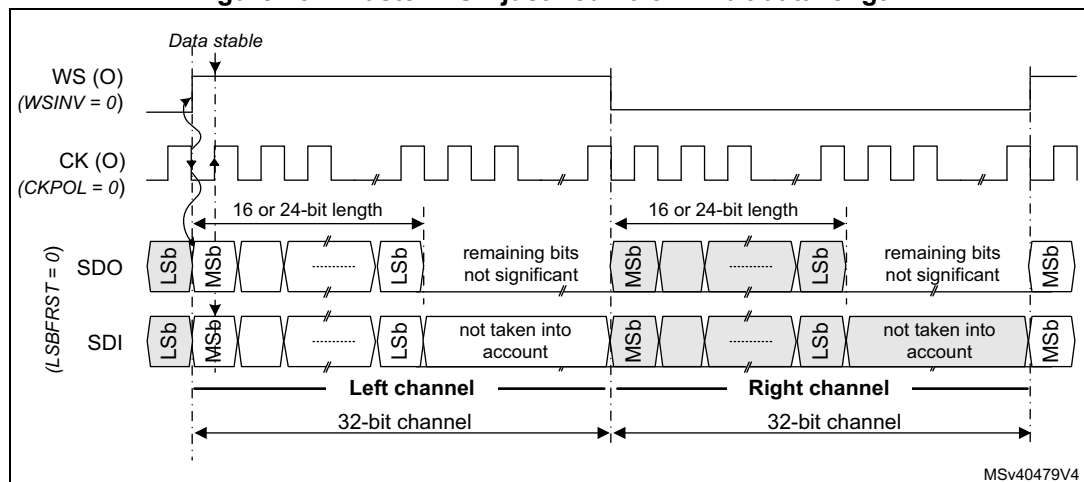 Data stable
WS (O)
(WSINV = 0)
CK (O)
(CKPOL = 0)
16 or 24-bit length
16 or 24-bit length
(LSBFRST = 0)
SDO
LSb
MSb
LSb
remaining bits
not significant
MSb
LSb
remaining bits
not significant
MSb
SDI
LSb
MSb
LSb
not taken into
account
MSb
LSb
not taken into
account
MSb
Left channel
Right channel
32-bit channel
32-bit channel
MSv40479V4